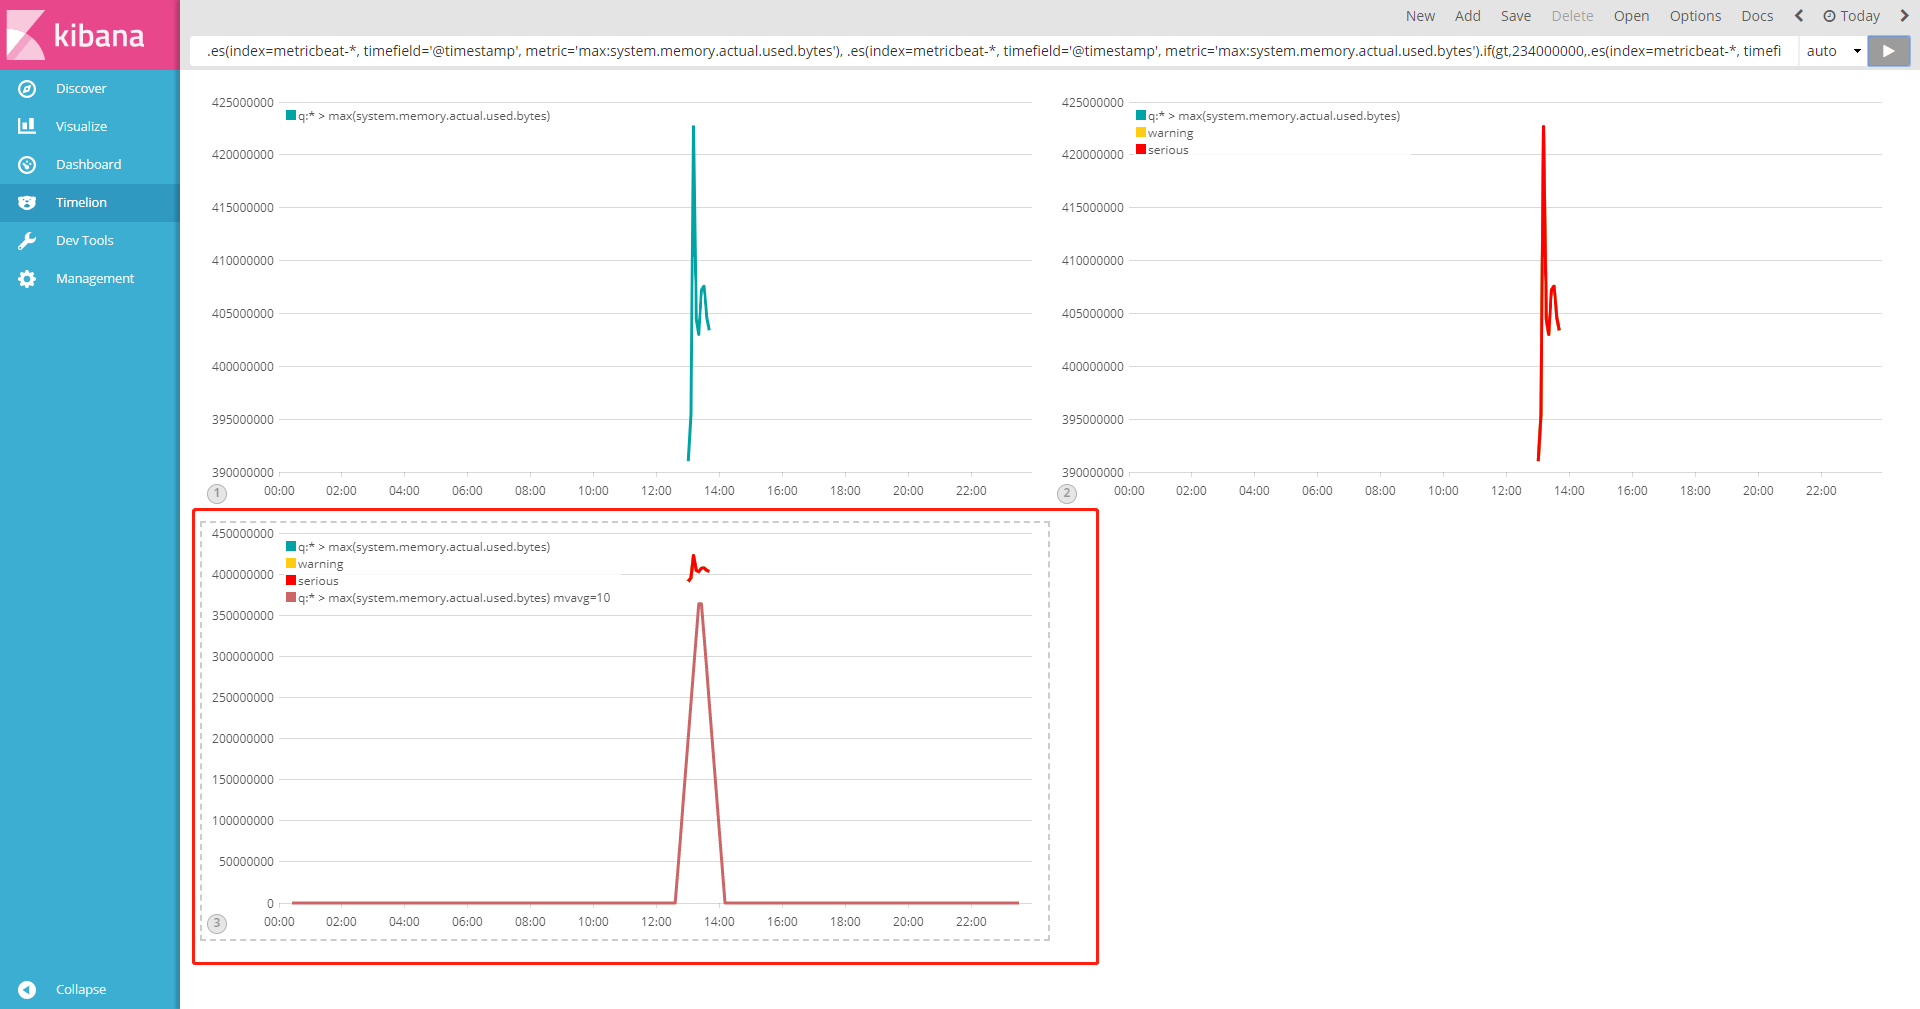 kibana
New Add Save Delete Open Options Docs Today
.es(index=metricbeat-*, timefield='@timestamp', metric='max:system.memory.actual.used.bytes'), .es(index=metricbeat-*, timefield='@timestamp', metric='max:system.memory.actual.used.bytes').if(gt,234000000,.es(index=metricbeat-*, timefi
auto
Discover
Visualize
Dashboard
Timelion
Dev Tools
Management
Collapse
q:* > max(system.memory.actual.used.bytes)
425000000
420000000
415000000
410000000
405000000
400000000
395000000
390000000
00:00 02:00 04:00 06:00 08:00 10:00 12:00 14:00 16:00 18:00 20:00 22:00
1
q:* > max(system.memory.actual.used.bytes)
warning
serious
425000000
420000000
415000000
410000000
405000000
400000000
395000000
390000000
00:00 02:00 04:00 06:00 08:00 10:00 12:00 14:00 16:00 18:00 20:00 22:00
2
q:* > max(system.memory.actual.used.bytes)
warning
serious
q:* > max(system.memory.actual.used.bytes) mvavg=10
450000000
400000000
350000000
300000000
250000000
200000000
150000000
100000000
50000000
0
00:00 02:00 04:00 06:00 08:00 10:00 12:00 14:00 16:00 18:00 20:00 22:00
3